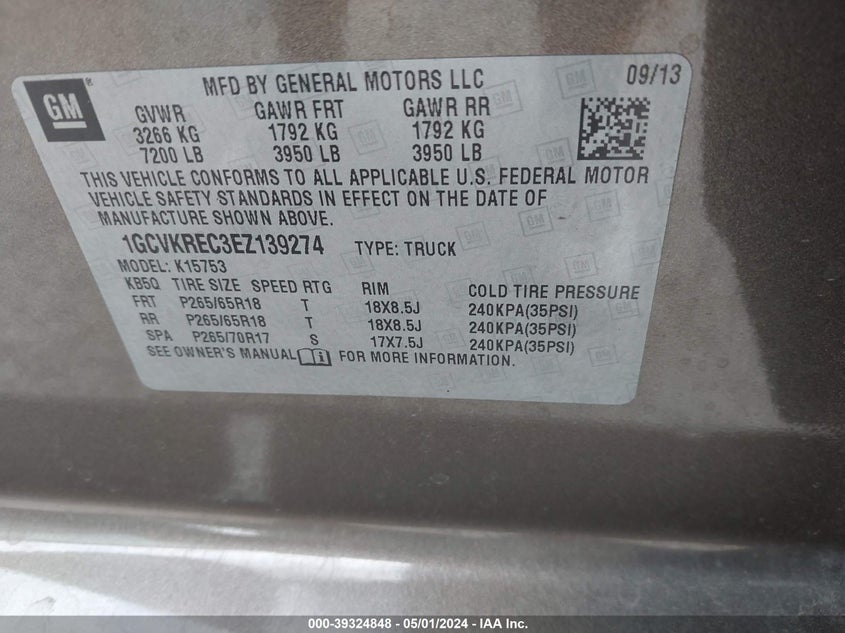 GM ®
MFD BY GENERAL MOTORS LLC 09/13
GVWR GAWR FRT GAWR RR
3266 KG 1792 KG 1792 KG
7200 LB 3950 LB 3950 LB
THIS VEHICLE CONFORMS TO ALL APPLICABLE U.S. FEDERAL MOTOR
VEHICLE SAFETY STANDARDS IN EFFECT ON THE DATE OF
MANUFACTURE SHOWN ABOVE.
1GCVKREC3EZ139274 TYPE: TRUCK
MODEL: K15753
KB5Q TIRE SIZE SPEED RTG RIM COLD TIRE PRESSURE
FRT P265/65R18 T 18X8.5J 240KPA(35PSI)
RR P265/65R18 T 18X8.5J 240KPA(35PSI)
SPA P265/70R17 S 17X7.5J 240KPA(35PSI)
SEE OWNER'S MANUAL FOR MORE INFORMATION.
000-39324848 - 05/01/2024 - IAA Inc.